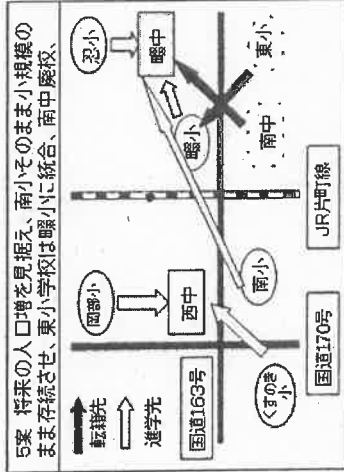 5案 将来の人口増を見据え、南小そのまま小規模の
まま存続させ、東小学校は畷小に統合、南中廃校、
転籍先
進学先
岡部小
忍小
西中
畷中
畷小
東小
南中
国道163号
南小
くすのき
小
国道170号
JR片町線